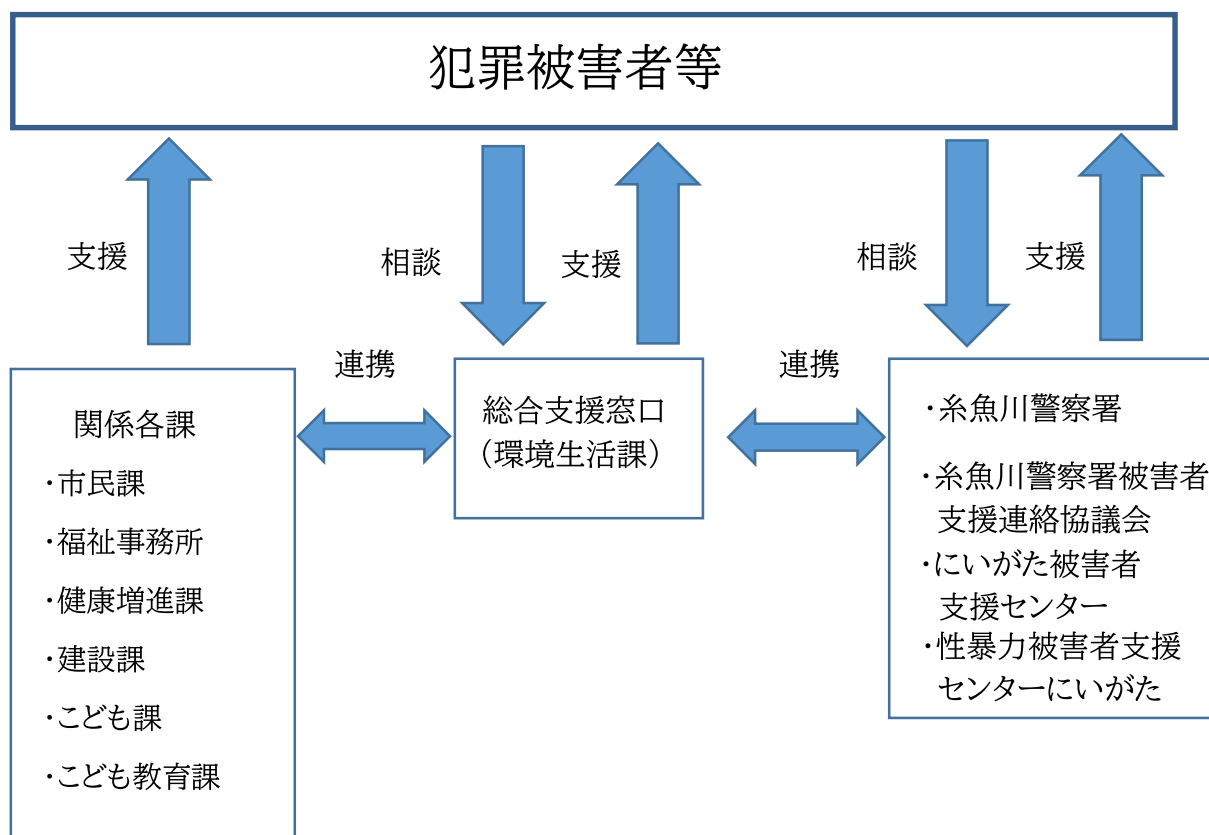 犯罪被害者等
支援
相談
支援
相談
支援
連携
連携
関係各課
・市民課
・福祉事務所
・健康増進課
・建設課
・こども課
・こども教育課
総合支援窓口
（環境生活課）
・糸魚川警察署
・糸魚川警察署被害者
支援連絡協議会
・にいがた被害者
支援センター
・性暴力被害者支援
センターにいがた